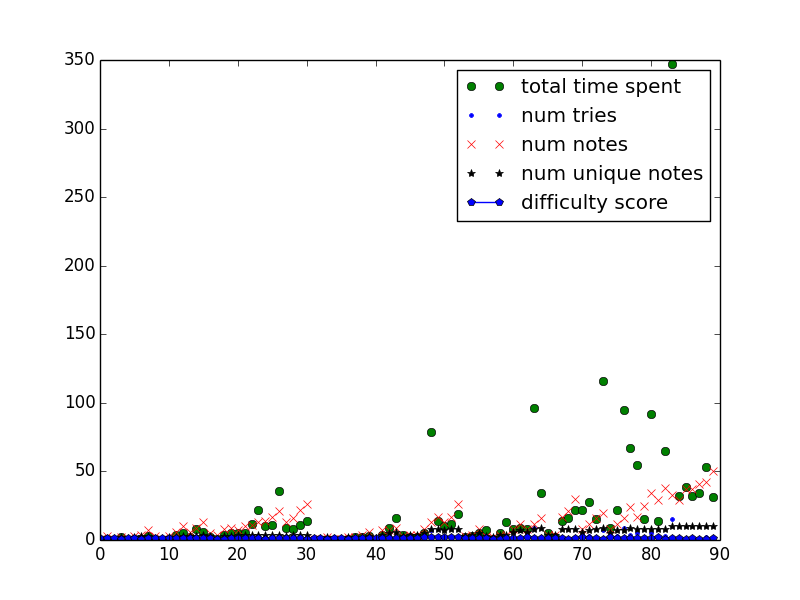 350
300
250
200
150
100
50
0
0 10 20 30 40 50 60 70 80 90
total time spent
num tries
num notes
num unique notes
difficulty score